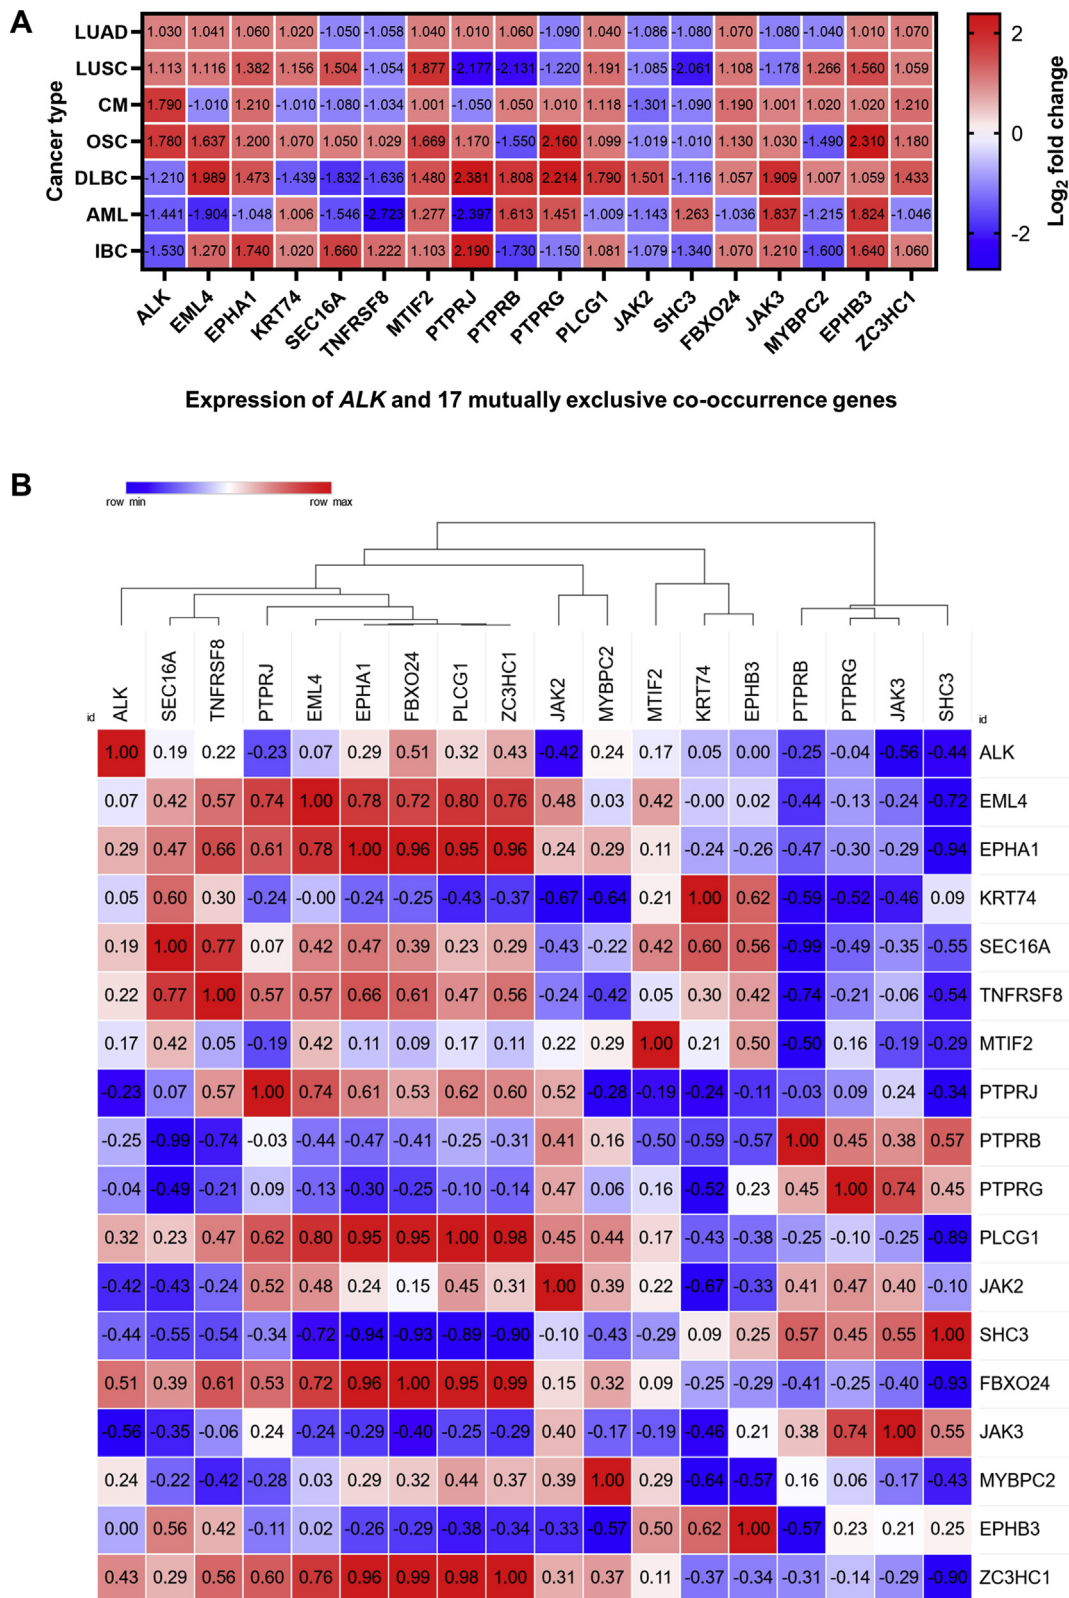 A
LUAD 1.030 1.041 1.060 1.020 -1.050 -1.058 1.040 1.010 1.060 -1.090 1.040 -1.086 -1.080 1.070 -1.080 -1.040 1.010 1.070
LUSC 1.113 1.116 1.382 1.156 1.504 -1.054 1.877 -2.177 -2.131 -1.220 1.191 -1.085 -2.061 1.108 -1.178 1.266 1.560 1.059
CM 1.790 -1.010 1.210 -1.010 -1.080 -1.034 1.001 -1.050 1.050 1.010 1.118 -1.301 -1.090 1.190 1.001 1.020 1.020 1.210
OSC 1.780 1.637 1.200 1.070 1.050 1.029 1.669 1.170 -1.550 2.160 1.099 -1.019 -1.010 1.130 1.030 -1.490 2.310 1.180
DLBC -1.210 1.989 1.473 -1.439 -1.832 -1.636 1.480 2.381 1.808 2.214 1.790 1.501 -1.116 1.057 1.909 1.007 1.059 1.433
AML -1.441 -1.904 -1.048 1.006 -1.546 -2.723 1.277 -2.397 1.613 1.451 -1.009 -1.143 1.263 -1.036 1.837 -1.215 1.824 -1.046
IBC -1.530 1.270 1.740 1.020 1.660 1.222 1.103 2.190 -1.730 -1.150 1.081 -1.079 -1.340 1.070 1.210 -1.600 1.640 1.060
Cancer type
2
0
-2
Log2 fold change
ALK EML4 EPHA1 KRT74 SEC16A TNFRSF8 MTIF2 PTPRJ PTPRB PTPRG PLCG1 JAK2 SHC3 FBXO24 JAK3 MYBPC2 EPHB3 ZC3HC1
Expression of ALK and 17 mutually exclusive co-occurrence genes
B
row min row max
id ALK SEC16A TNFRSF8 PTPRJ EML4 EPHA1 FBXO24 PLCG1 ZC3HC1 JAK2 MYBPC2 MTIF2 KRT74 EPHB3 PTPRB PTPRG JAK3 SHC3 id
1.00 0.19 0.22 -0.23 0.07 0.29 0.51 0.32 0.43 -0.42 0.24 0.17 0.05 0.00 -0.25 -0.04 -0.56 -0.44 ALK
0.07 0.42 0.57 0.74 1.00 0.78 0.72 0.80 0.76 0.48 0.03 0.42 -0.00 0.02 -0.44 -0.13 -0.24 -0.72 EML4
0.29 0.47 0.66 0.61 0.78 1.00 0.96 0.95 0.96 0.24 0.29 0.11 -0.24 -0.26 -0.47 -0.30 -0.29 -0.94 EPHA1
0.05 0.60 0.30 -0.24 -0.00 -0.24 -0.25 -0.43 -0.37 -0.67 -0.64 0.21 1.00 0.62 -0.59 -0.52 -0.46 0.09 KRT74
0.19 1.00 0.77 0.07 0.42 0.47 0.39 0.23 0.29 -0.43 -0.22 0.42 0.60 0.56 -0.99 -0.49 -0.35 -0.55 SEC16A
0.22 0.77 1.00 0.57 0.57 0.66 0.61 0.47 0.56 -0.24 -0.42 0.05 0.30 0.42 -0.74 -0.21 -0.06 -0.54 TNFRSF8
0.17 0.42 0.05 -0.19 0.42 0.11 0.09 0.17 0.11 0.22 0.29 1.00 0.21 0.50 -0.50 0.16 -0.19 -0.29 MTIF2
-0.23 0.07 0.57 1.00 0.74 0.61 0.53 0.62 0.60 0.52 -0.28 -0.19 -0.24 -0.11 -0.03 0.09 0.24 -0.34 PTPRJ
-0.25 -0.99 -0.74 -0.03 -0.44 -0.47 -0.41 -0.25 -0.31 0.41 0.16 -0.50 -0.59 -0.57 1.00 0.45 0.38 0.57 PTPRB
-0.04 -0.49 -0.21 0.09 -0.13 -0.30 -0.25 -0.10 -0.14 0.47 0.06 0.16 -0.52 0.23 0.45 1.00 0.74 0.45 PTPRG
0.32 0.23 0.47 0.62 0.80 0.95 0.95 1.00 0.98 0.45 0.44 0.17 -0.43 -0.38 -0.25 -0.10 -0.25 -0.89 PLCG1
-0.42 -0.43 -0.24 0.52 0.48 0.24 0.15 0.45 0.31 1.00 0.39 0.22 -0.67 -0.33 0.41 0.47 0.40 -0.10 JAK2
-0.44 -0.55 -0.54 -0.34 -0.72 -0.94 -0.93 -0.89 -0.90 -0.10 -0.43 -0.29 0.09 0.25 0.57 0.45 0.55 1.00 SHC3
0.51 0.39 0.61 0.53 0.72 0.96 1.00 0.95 0.99 0.15 0.32 0.09 -0.25 -0.29 -0.41 -0.25 -0.40 -0.93 FBXO24
-0.56 -0.35 -0.06 0.24 -0.24 -0.29 -0.40 -0.25 -0.29 0.40 -0.17 -0.19 -0.46 0.21 0.38 0.74 1.00 0.55 JAK3
0.24 -0.22 -0.42 -0.28 0.03 0.29 0.32 0.44 0.37 0.39 1.00 0.29 -0.64 -0.57 0.16 0.06 -0.17 -0.43 MYBPC2
0.00 0.56 0.42 -0.11 0.02 -0.26 -0.29 -0.38 -0.34 -0.33 -0.57 0.50 0.62 1.00 -0.57 0.23 0.21 0.25 EPHB3
0.43 0.29 0.56 0.60 0.76 0.96 0.99 0.98 1.00 0.31 0.37 0.11 -0.37 -0.34 -0.31 -0.14 -0.29 -0.90 ZC3HC1